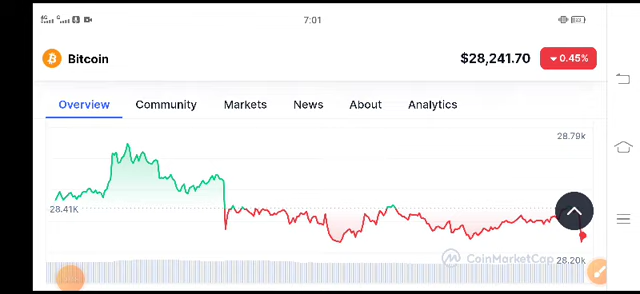 7:01
Bitcoin $28,241.70 0.45%
Overview Community Markets News About Analytics
28.79k
28.41K
CoinMarketCap
28.20k